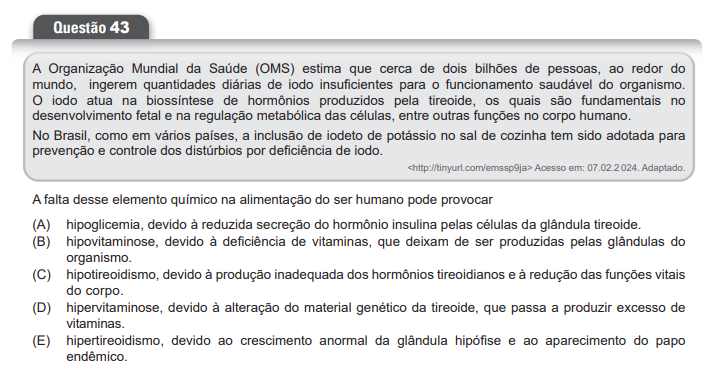 Questão 43
A Organização Mundial da Saúde (OMS) estima que cerca de dois bilhões de pessoas, ao redor do
mundo, ingerem quantidades diárias de iodo insuficientes para o funcionamento saudável do organismo.
O iodo atua na biossíntese de hormônios produzidos pela tireoide, os quais são fundamentais no
desenvolvimento fetal e na regulação metabólica das células, entre outras funções no corpo humano.
No Brasil, como em vários países, a inclusão de iodeto de potássio no sal de cozinha tem sido adotada para
prevenção e controle dos distúrbios por deficiência de iodo.
<http://tinyurl.com/emssp9ja> Acesso em: 07.02.2 024. Adaptado.
A falta desse elemento químico na alimentação do ser humano pode provocar
(A) hipoglicemia, devido à reduzida secreção do hormônio insulina pelas células da glândula tireoide.
(B) hipovitaminose, devido à deficiência de vitaminas, que deixam de ser produzidas pelas glândulas do
organismo.
(C) hipotireoidismo, devido à produção inadequada dos hormônios tireoidianos e à redução das funções vitais
do corpo.
(D) hipervitaminose, devido à alteração do material genético da tireoide, que passa a produzir excesso de
vitaminas.
(E) hipertireoidismo, devido ao crescimento anormal da glândula hipófise e ao aparecimento do papo
endêmico.